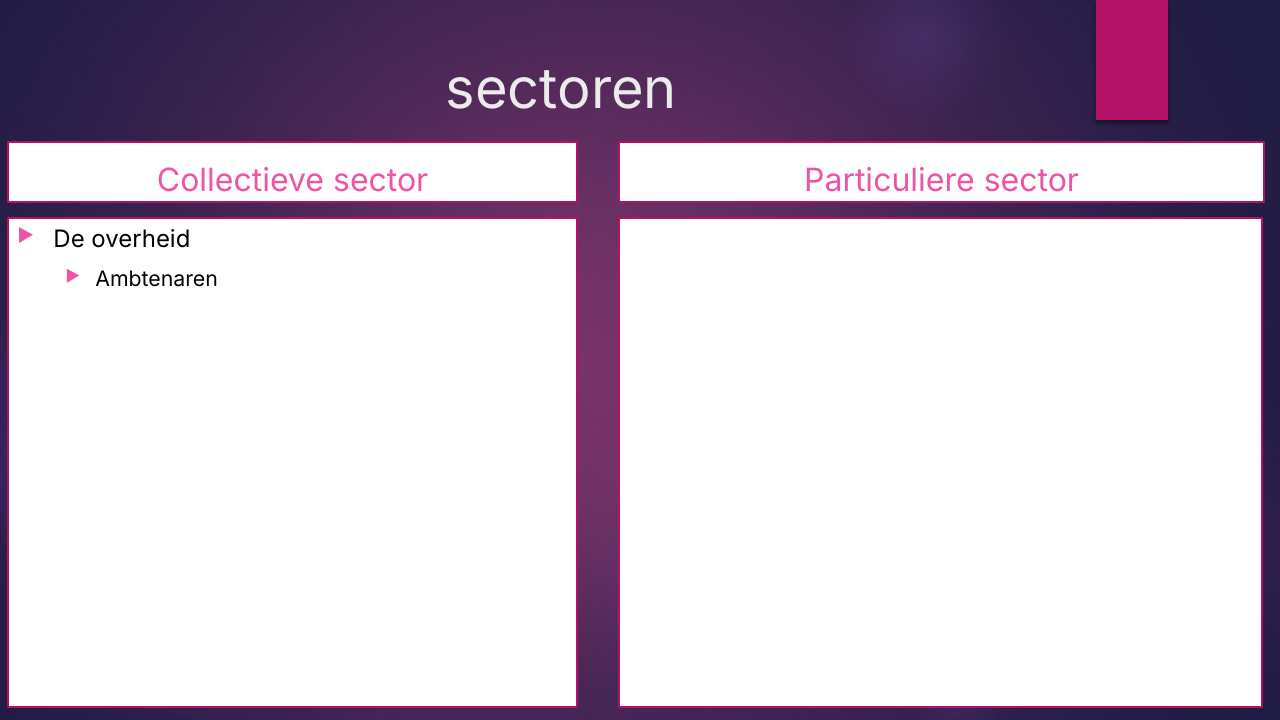 sectoren
Collectieve sector
Particuliere sector
De overheid
Ambtenaren